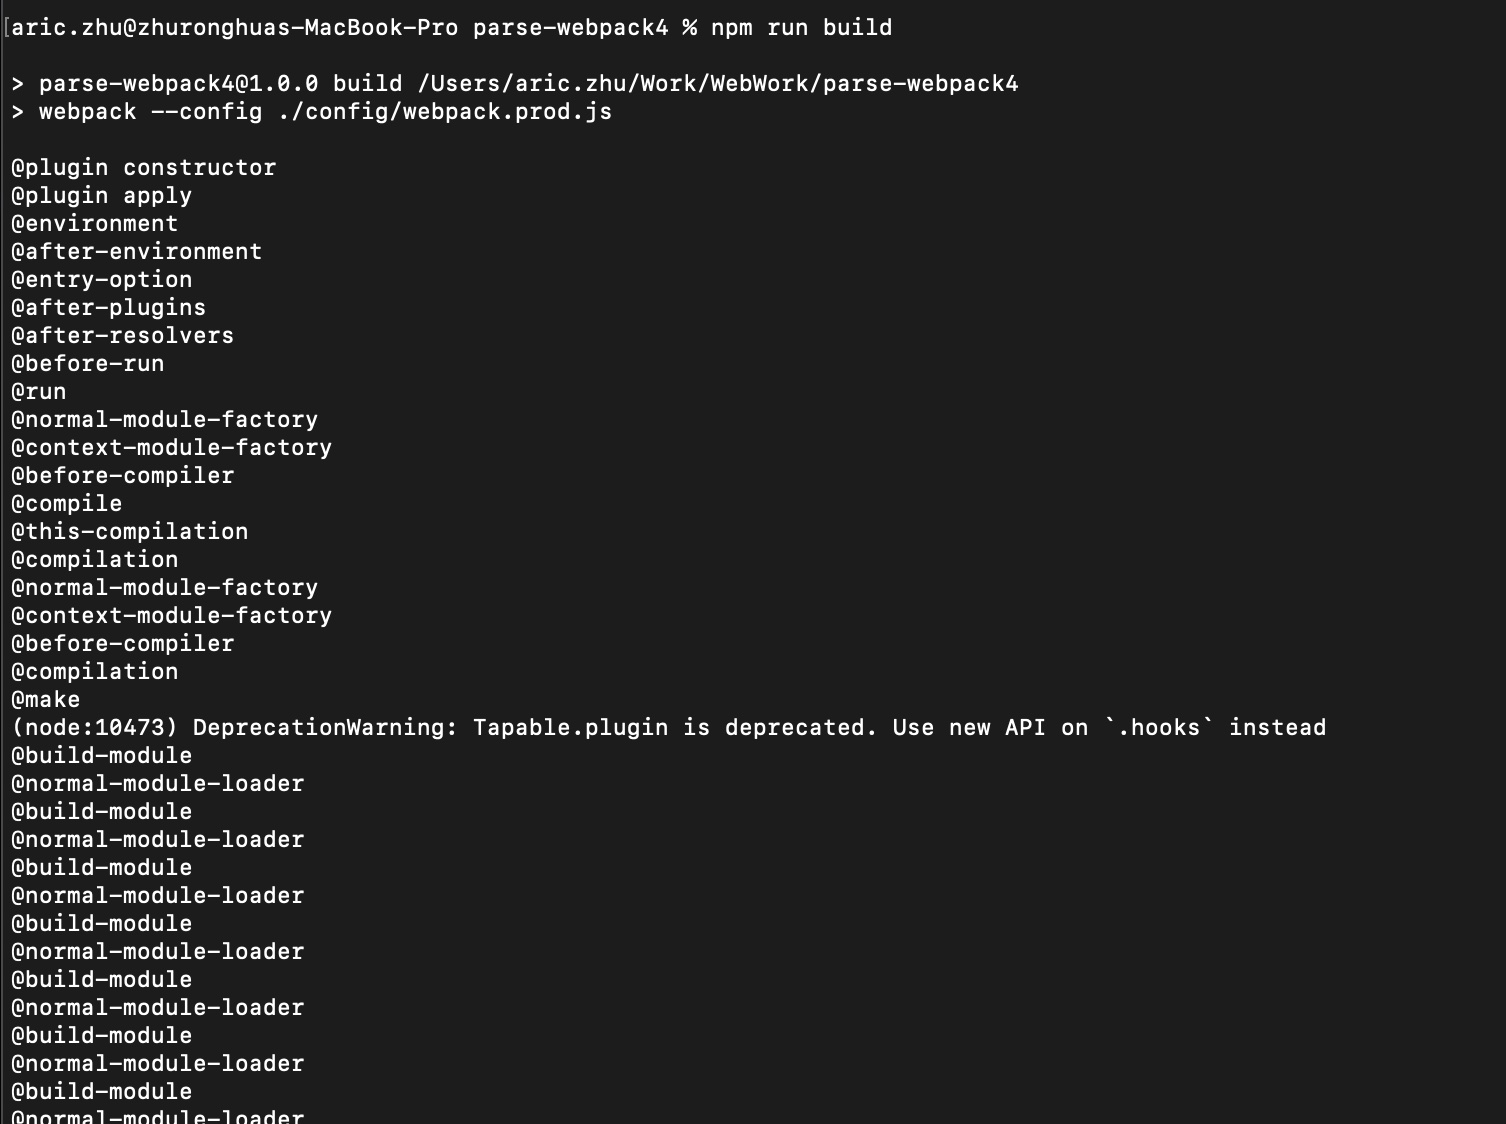 [aric.zhu@zhuronghuas-MacBook-Pro parse-webpack4 % npm run build
> parse-webpack4@1.0.0 build /Users/aric.zhu/Work/WebWork/parse-webpack4
> webpack --config ./config/webpack.prod.js
@plugin constructor
@plugin apply
@environment
@after-environment
@entry-option
@after-plugins
@after-resolvers
@before-run
@run
@normal-module-factory
@context-module-factory
@before-compiler
@compile
@this-compilation
@compilation
@normal-module-factory
@context-module-factory
@before-compiler
@compilation
@make
(node:10473) DeprecationWarning: Tapable.plugin is deprecated. Use new API on `.hooks` instead
@build-module
@normal-module-loader
@build-module
@normal-module-loader
@build-module
@normal-module-loader
@build-module
@normal-module-loader
@build-module
@normal-module-loader
@build-module
@normal-module-loader
@build-module
@normal-module-loader